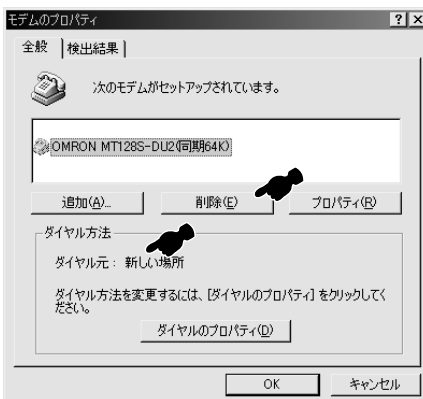 モデムのプロパティ
全般 検出結果
次のモデムがセットアップされています。
OMRON MT128S-DU2(同期64K)
追加(A)... 削除(E) プロパティ(R)
ダイヤル方法
ダイヤル元: 新しい場所
ダイヤル方法を変更するには、[ダイヤルのプロパティ] をクリックしてく
ださい。
ダイヤルのプロパティ(D)
OK キャンセル